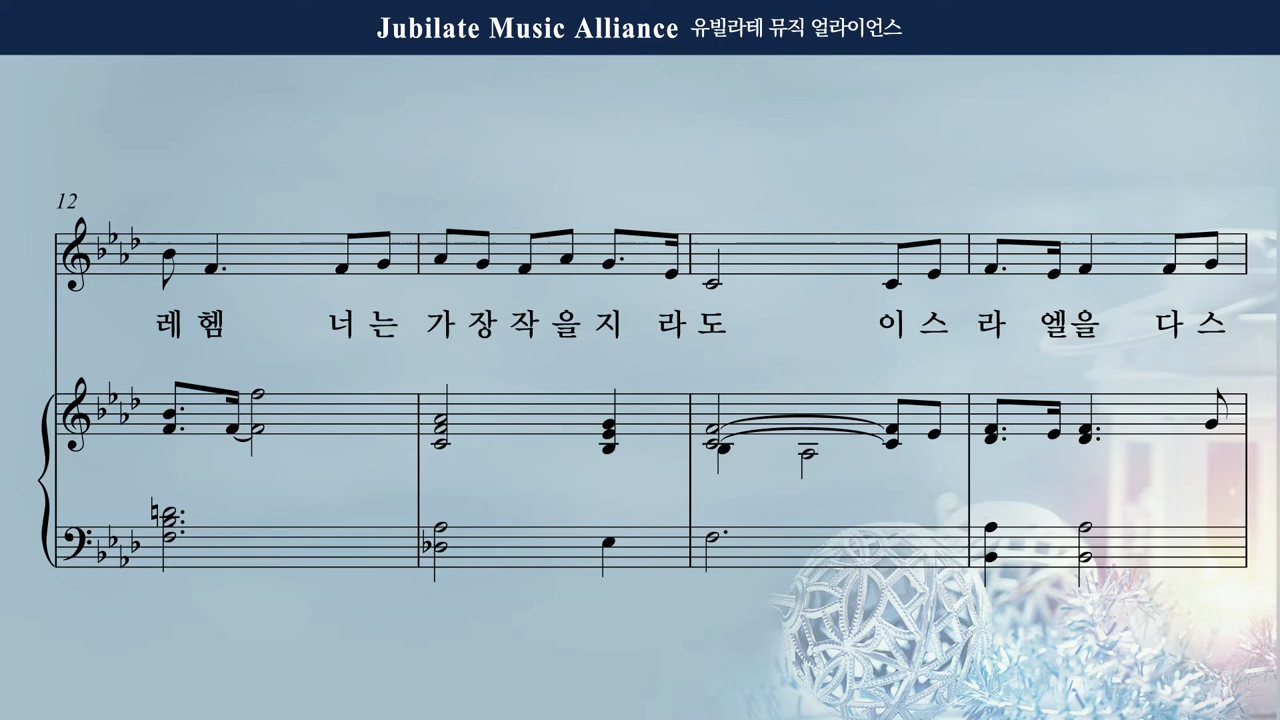 Jubilate Music Alliance 유빌라테 뮤직 얼라이언스
12
레 헴 너 는 가 장 작 을 지 라 도 이 스 라 엘 을 다 스